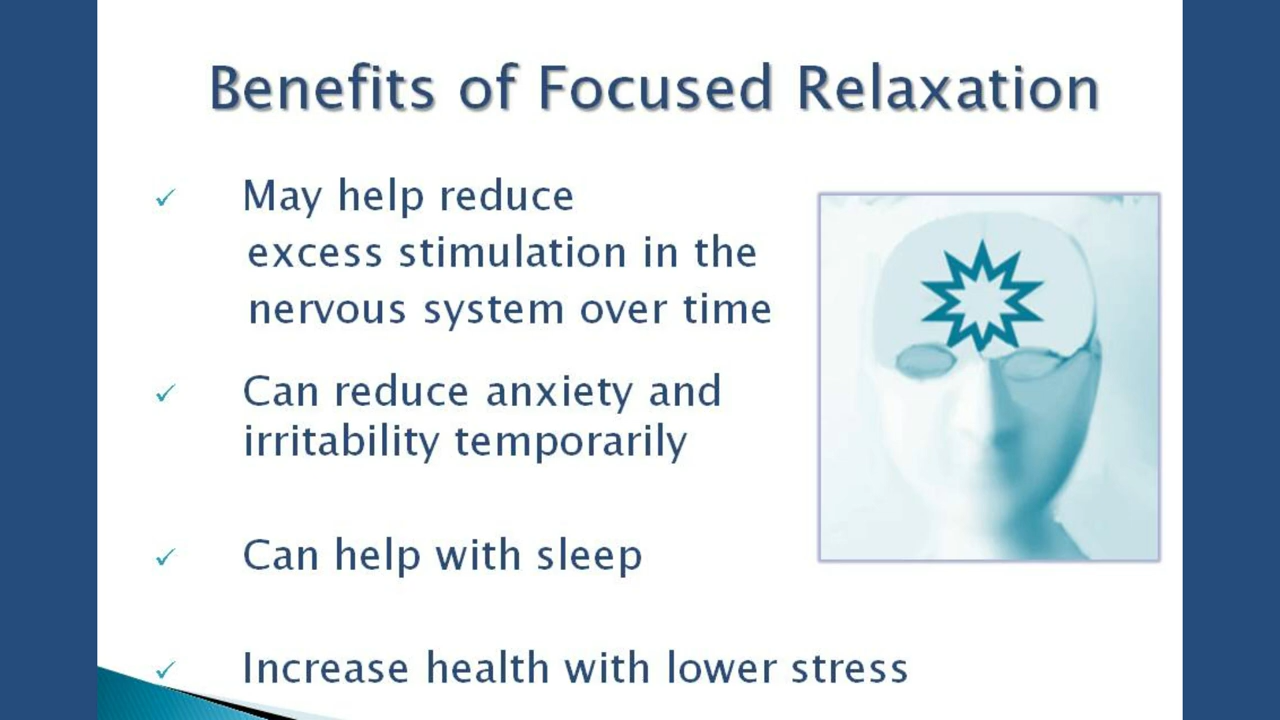 Benefits of Focused Relaxation
May help reduce
excess stimulation in the
nervous system over time
Can reduce anxiety and
irritability temporarily
Can help with sleep
Increase health with lower stress